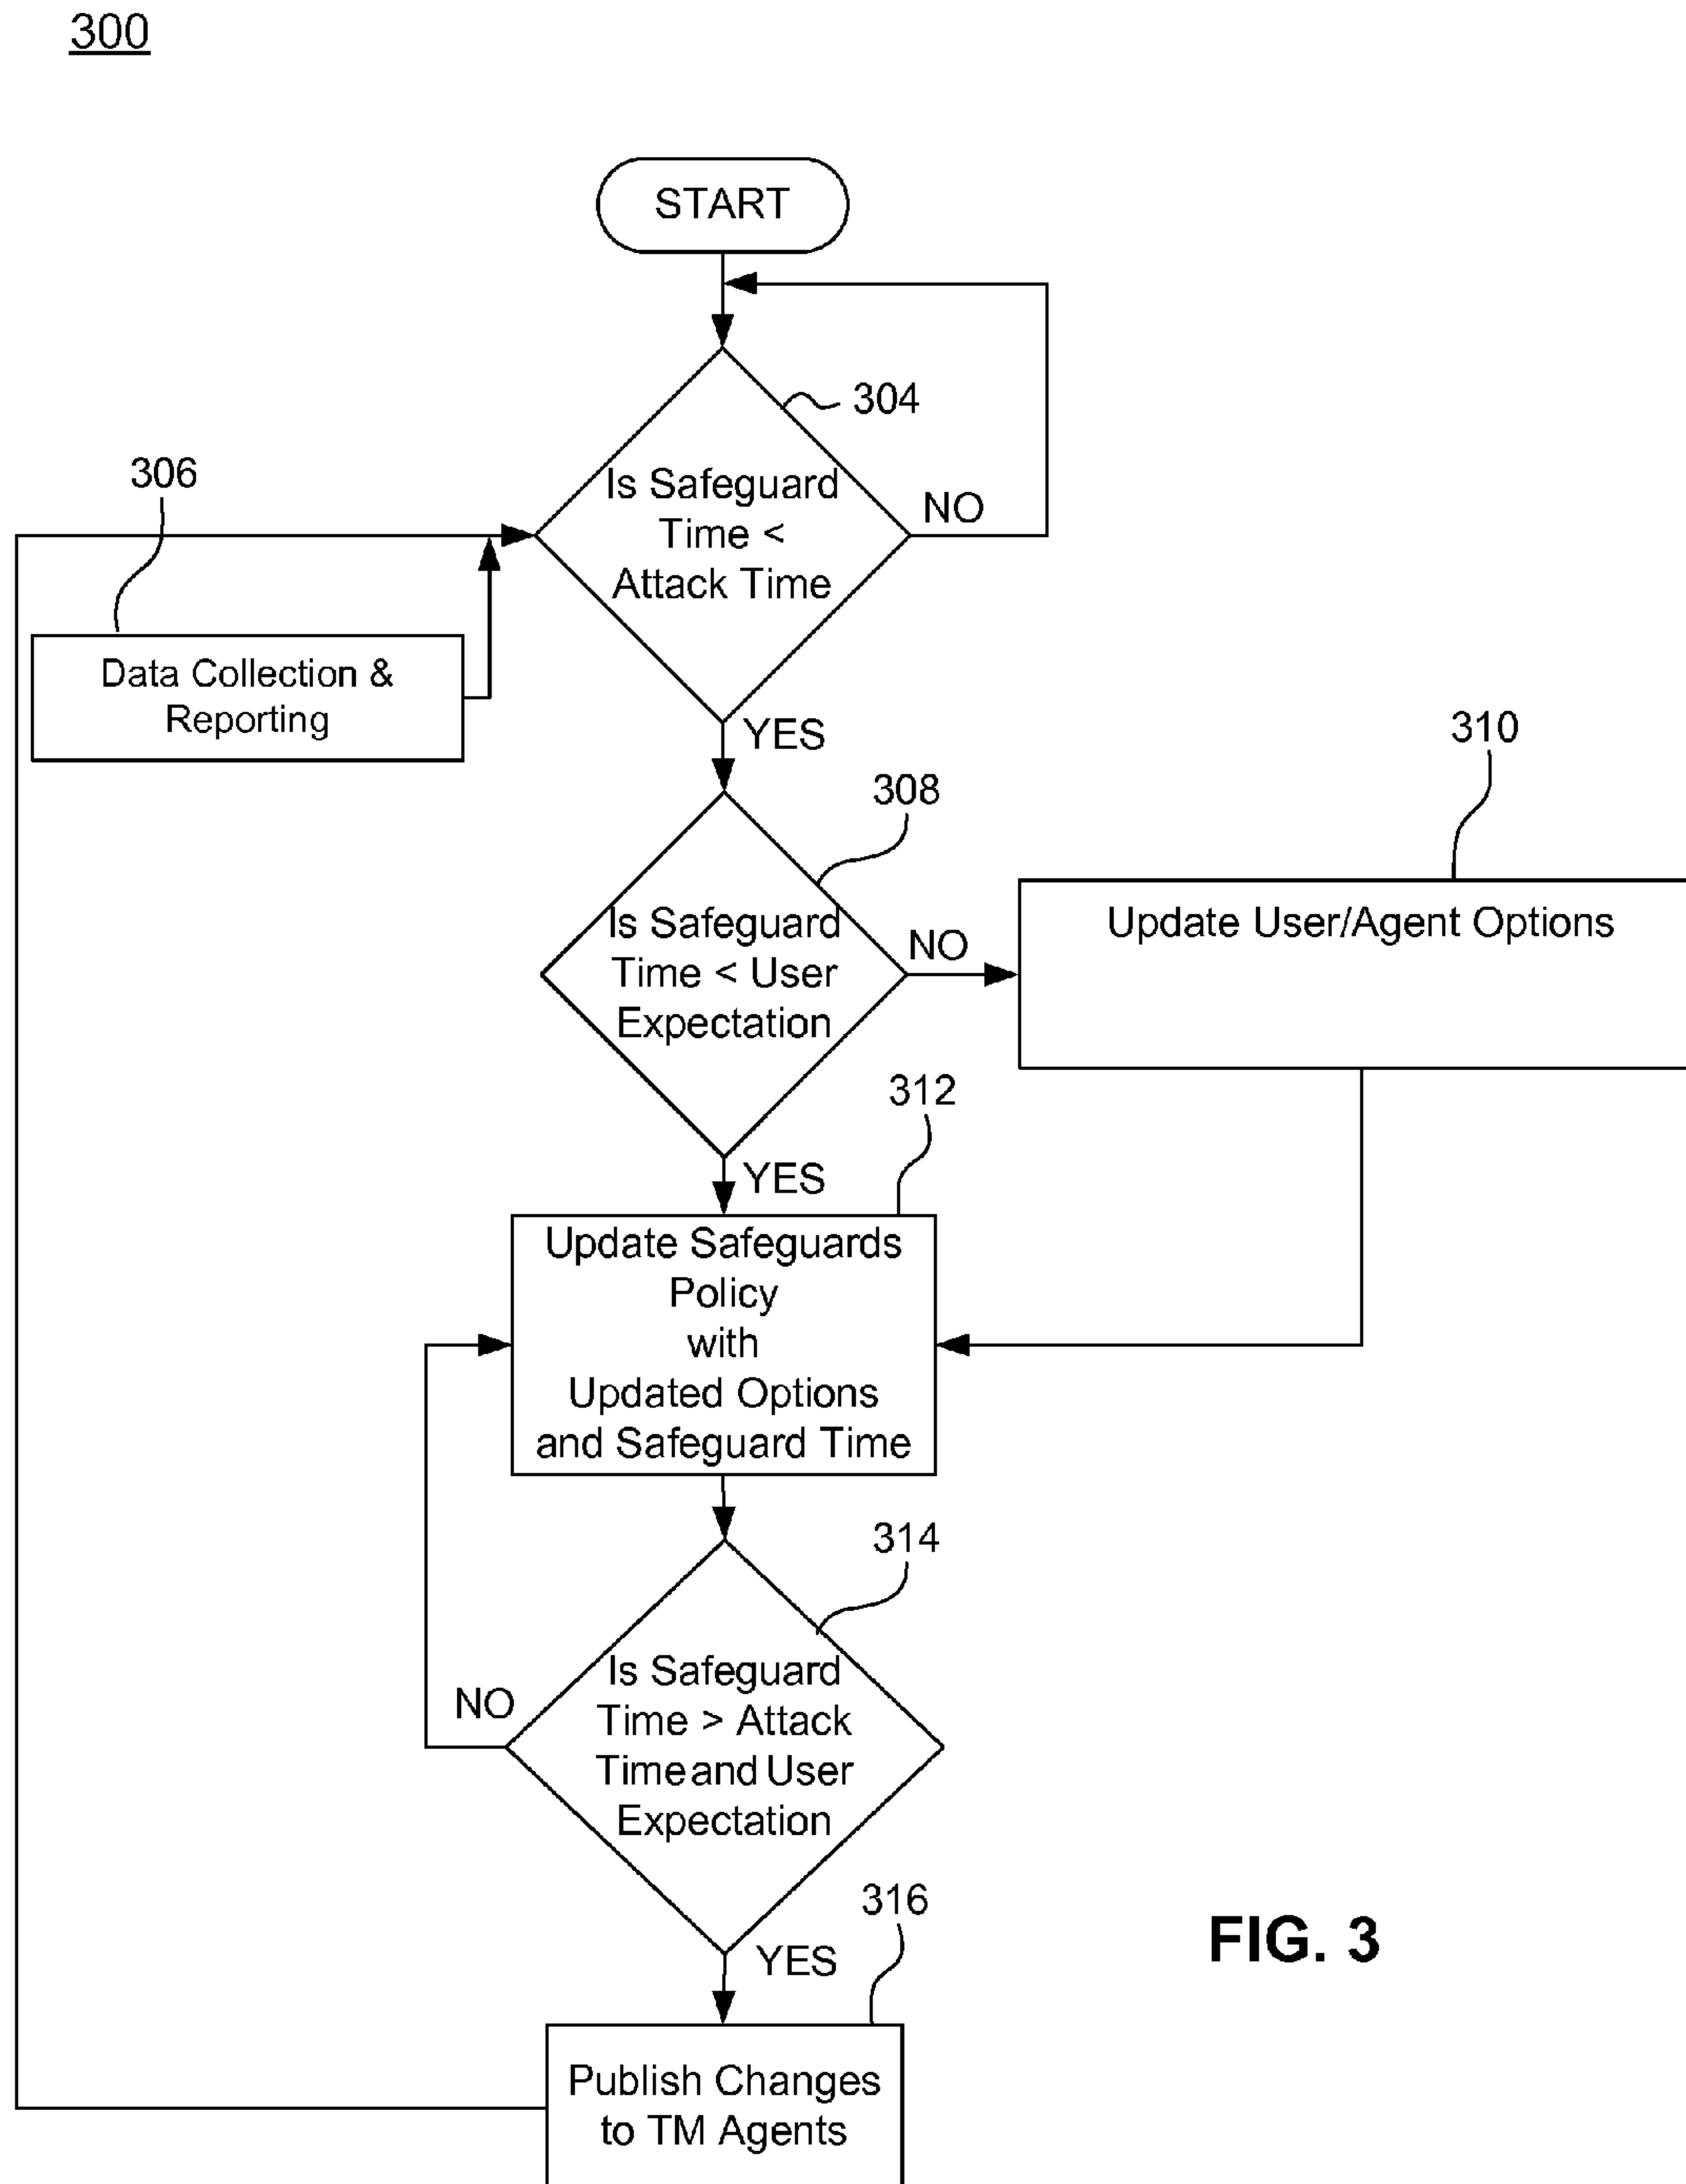 300
START
304
Is Safeguard
Time <
Attack Time
NO
306
Data Collection &
Reporting
YES
308
310
Is Safeguard
Time < User
Expectation
NO
Update User/Agent Options
312
YES
Update Safeguards
Policy
with
Updated Options
and Safeguard Time
314
Is Safeguard
Time > Attack
Time and User
Expectation
NO
316
YES
FIG. 3
Publish Changes
to TM Agents